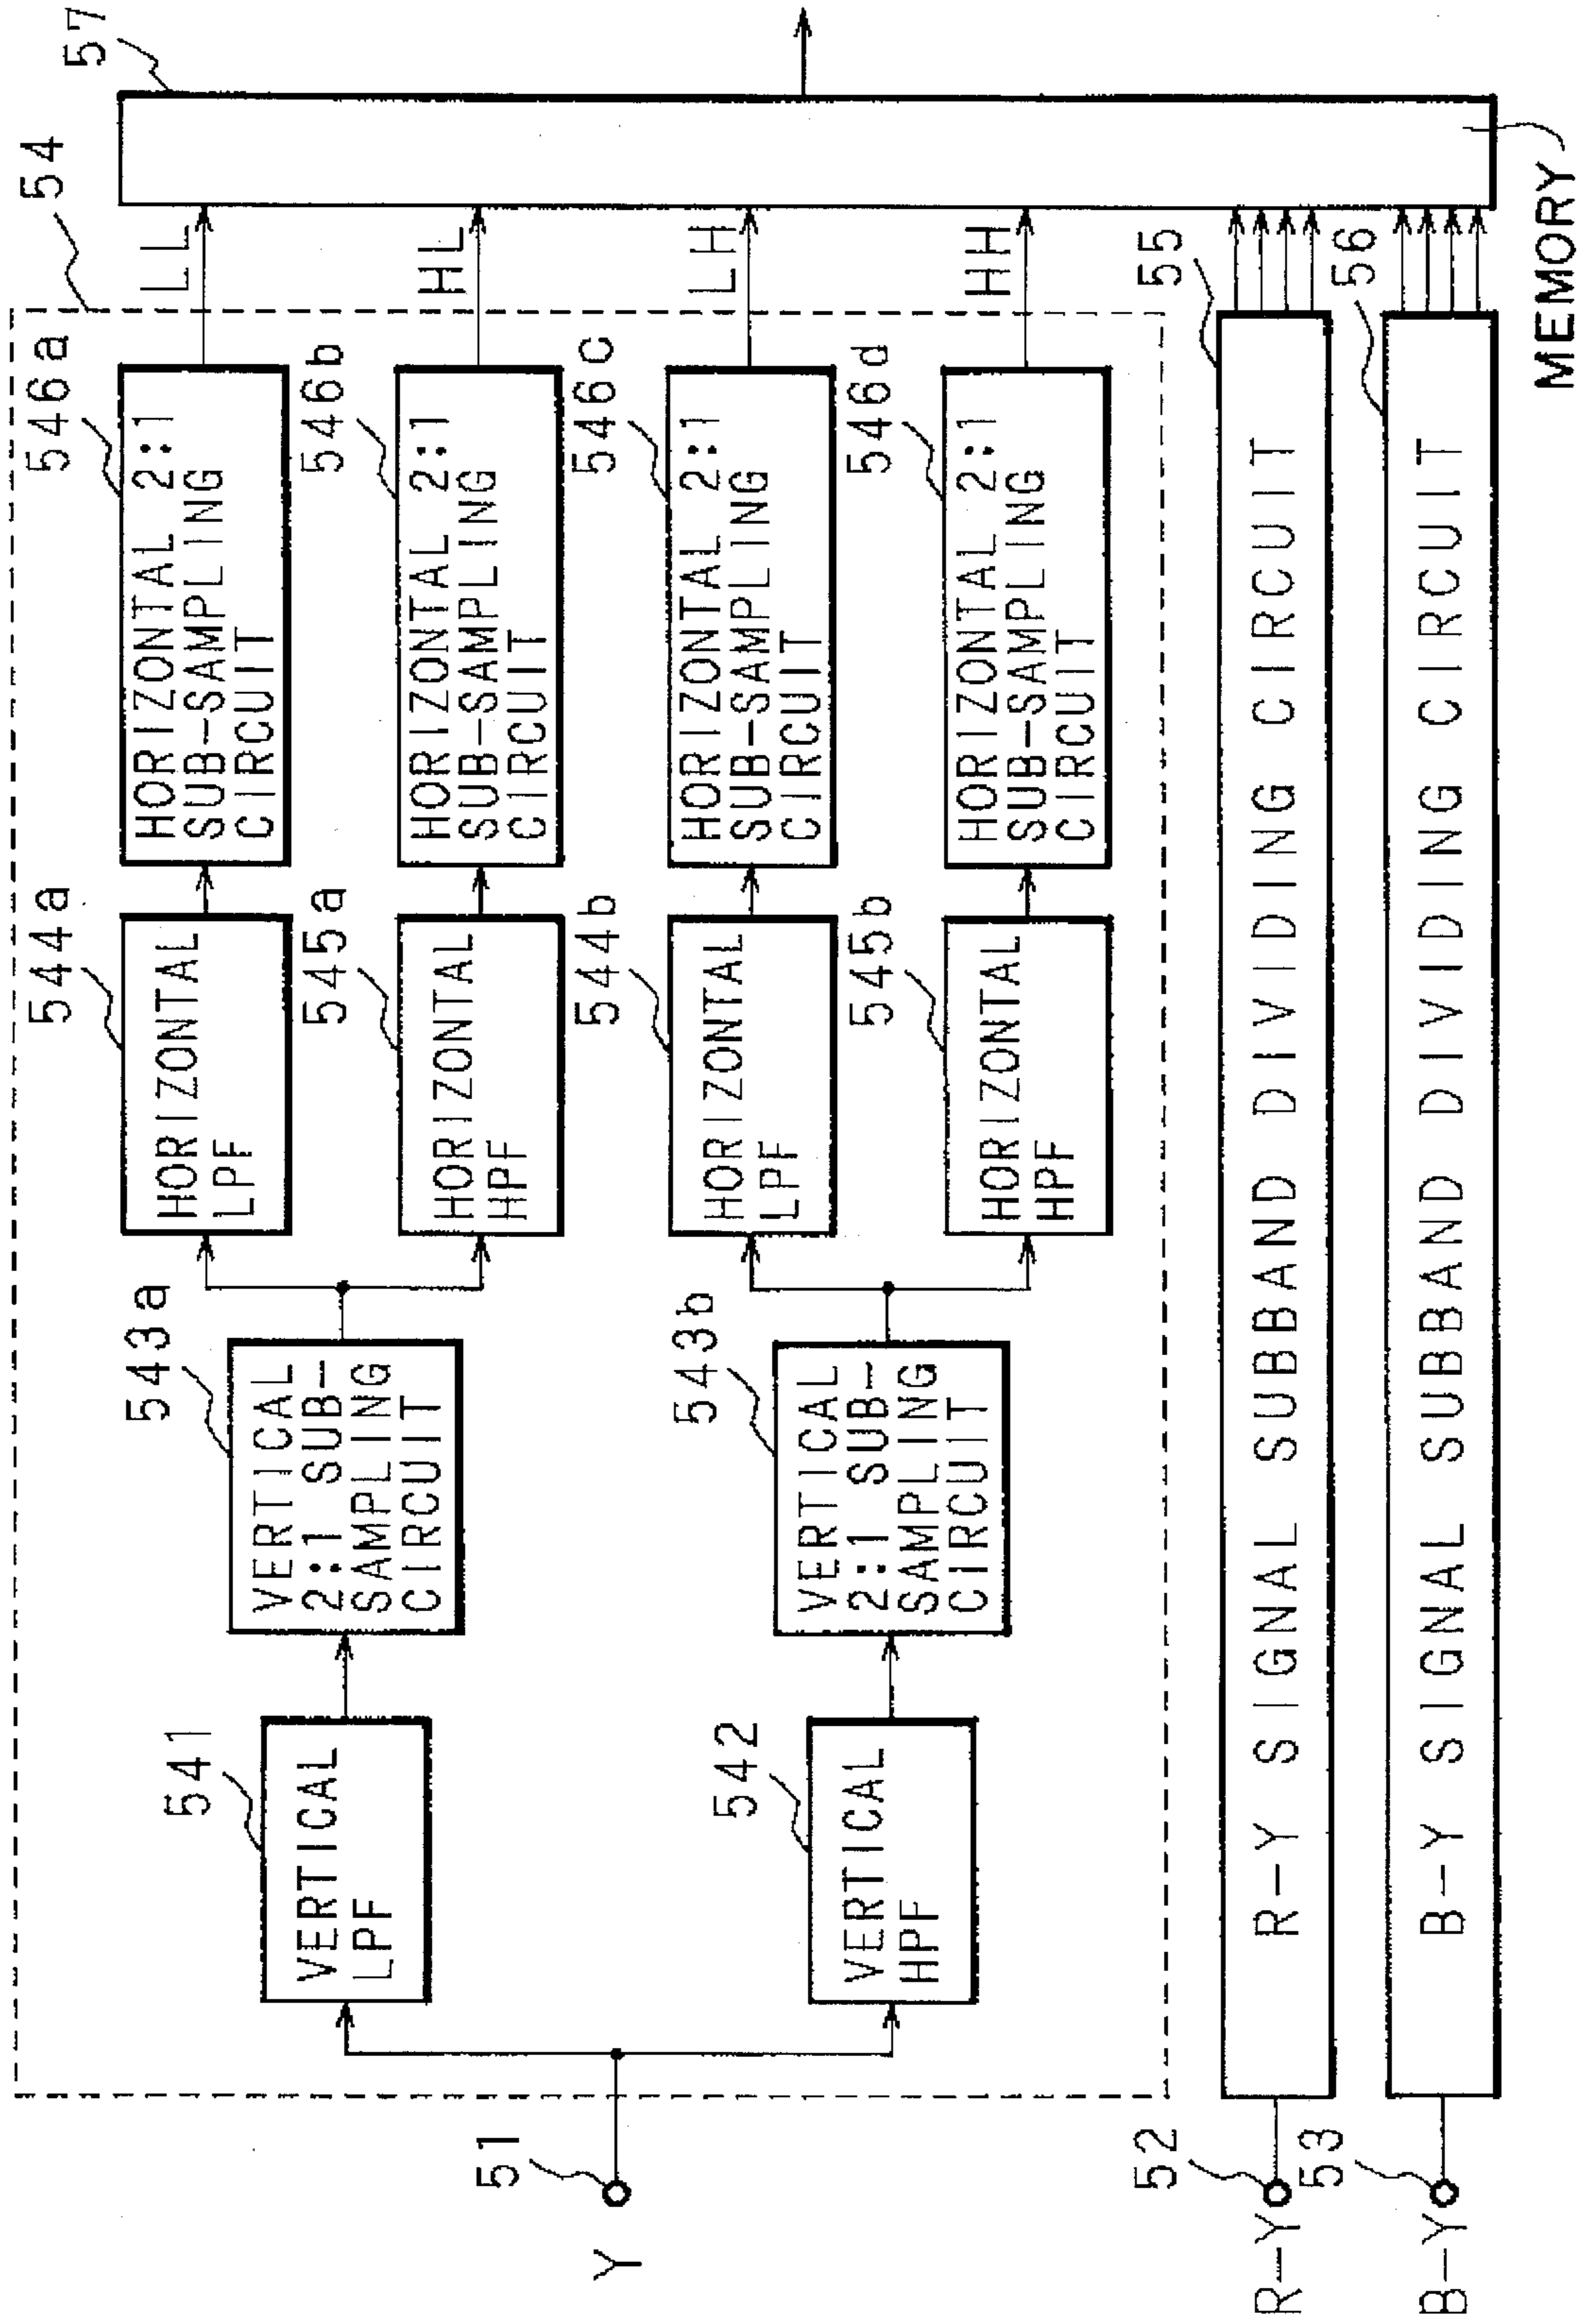 57
54
546a
HORIZONTAL 2:1
SUB-SAMPLING
CIRCUIT
LL
544a
HORIZONTAL
LPF
543a
VERTICAL
2:1 SUB-
SAMPLING
CIRCUIT
541
VERTICAL
LPF
546b
HORIZONTAL 2:1
SUB-SAMPLING
CIRCUIT
HL
545a
HORIZONTAL
HPF
51
Y
546c
HORIZONTAL 2:1
SUB-SAMPLING
CIRCUIT
LH
544b
HORIZONTAL
LPF
543b
VERTICAL
2:1 SUB-
SAMPLING
CIRCUIT
542
VERTICAL
HPF
546d
HORIZONTAL 2:1
SUB-SAMPLING
CIRCUIT
HH
545b
HORIZONTAL
HPF
55
52
R-Y
R-Y SIGNAL SUBBAND DIVIDING CIRCUIT
56
53
B-Y
B-Y SIGNAL SUBBAND DIVIDING CIRCUIT
MEMORY